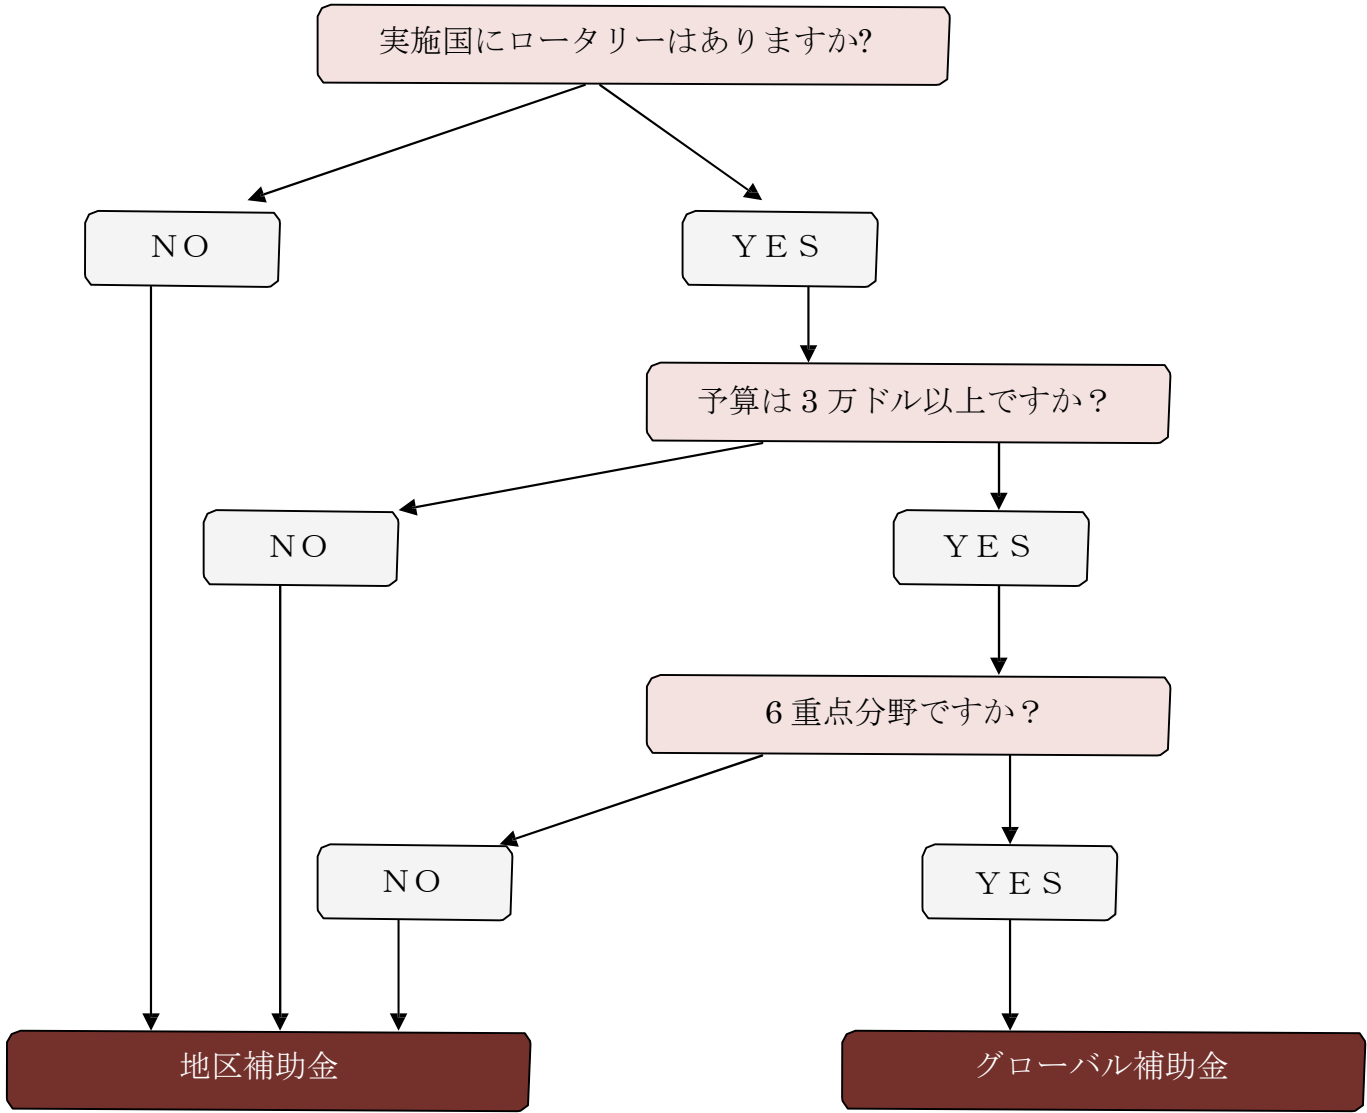 実施国にロータリーはありますか?
ＮＯ
ＹＥＳ
予算は３万ドル以上ですか？
ＮＯ
ＹＥＳ
６重点分野ですか？
ＮＯ
ＹＥＳ
地区補助金
グローバル補助金